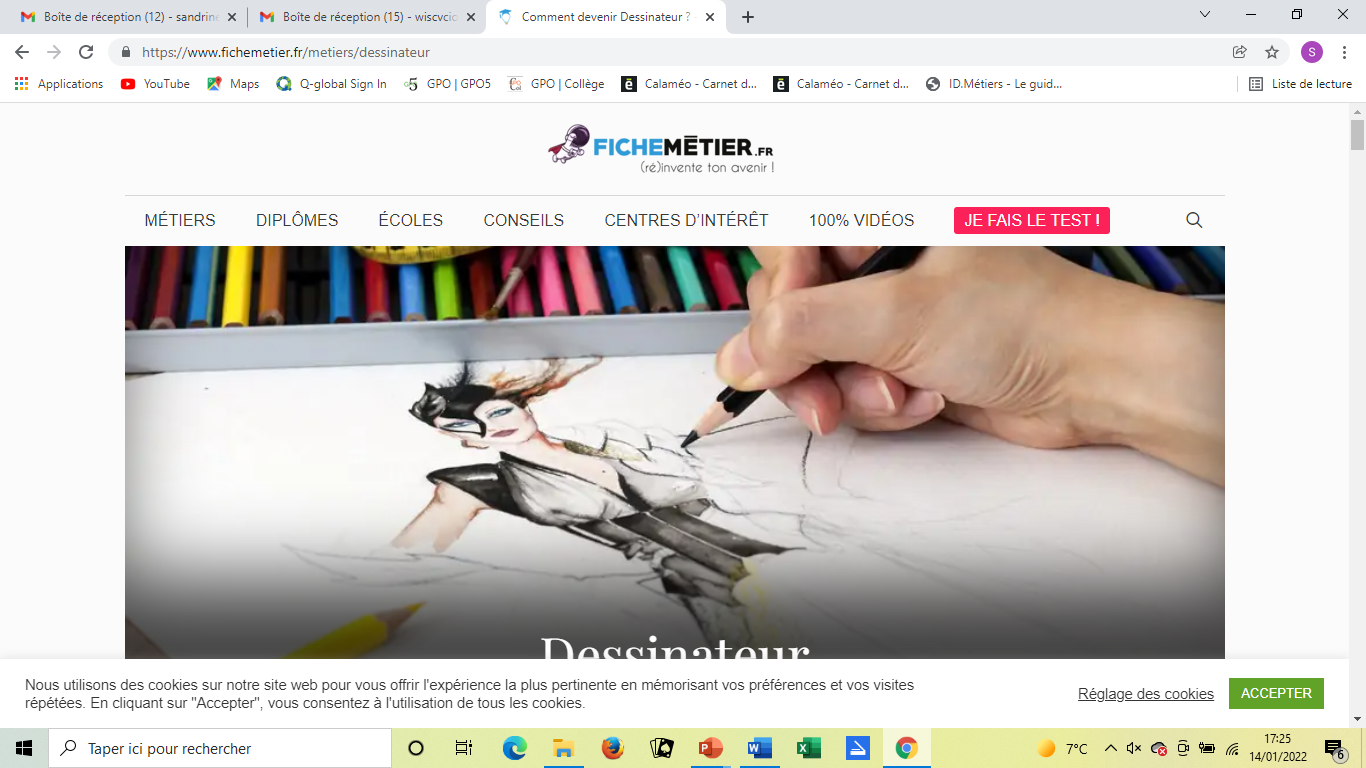 Boîte de réception (12) - sandrine
Boîte de réception (15) - wiscvcic
Comment devenir Dessinateur ?
https://www.fichemetier.fr/metiers/dessinateur
S
Applications
YouTube
Maps
Q-global Sign In
GPO | GPO5
GPO | Collège
Calaméo - Carnet d...
Calaméo - Carnet d...
ID.Métiers - Le guid...
Liste de lecture
FICHEMĒTIER.FR
(ré)invente ton avenir !
MÉTIERS
DIPLÔMES
ÉCOLES
CONSEILS
CENTRES D'INTÉRÊT
100% VIDÉOS
JE FAIS LE TEST !
Dessinateur
Nous utilisons des cookies sur notre site web pour vous offrir l'expérience la plus pertinente en mémorisant vos préférences et vos visites
répétées. En cliquant sur "Accepter", vous consentez à l'utilisation de tous les cookies.
Réglage des cookies
ACCEPTER
Taper ici pour rechercher
7°C
17:25
14/01/2022
6